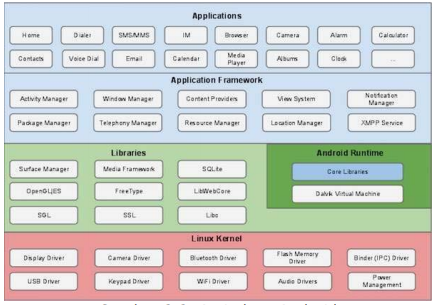 Applications
Home Dialer SMS/MMS IM Browser Camera Alarm Calculator
Contacts Voice Dial Email Calendar Media Player Albums Clock ...
Application Framework
Activity Manager Window Manager Content Providers View System Notification Manager
Package Manager Telephony Manager Resource Manager Location Manager XMPP Service
Libraries
Surface Manager Media Framework SQLite
OpenGL|ES FreeType LibWebCore
SGL SSL Libc
Android Runtime
Core Libraries
Dalvik Virtual Machine
Linux Kernel
Display Driver Camera Driver Bluetooth Driver Flash Memory Driver Binder (IPC) Driver
USB Driver Keypad Driver WiFi Driver Audio Drivers Power Management